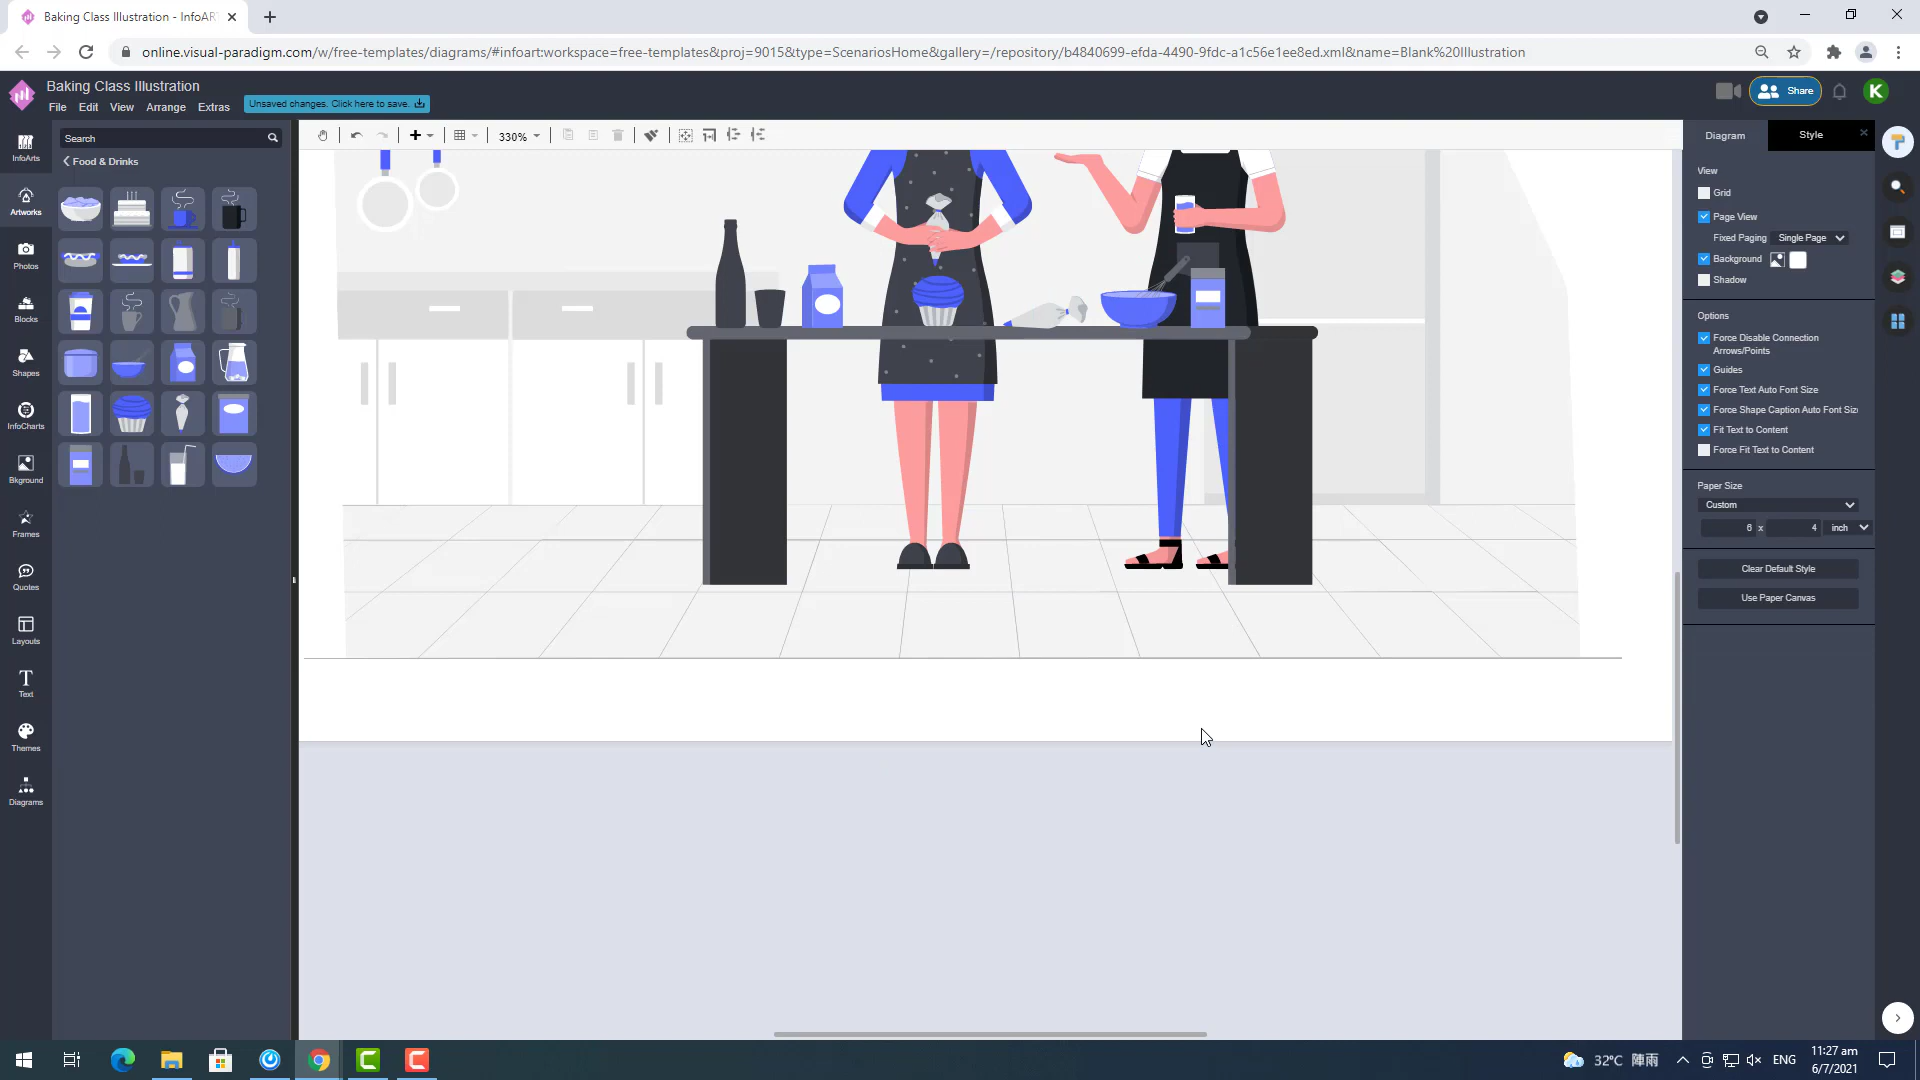 Baking Class Illustration - InfoAR
online.visual-paradigm.com/w/free-templates/diagrams/#infoart:workspace=free-templates&proj=9015&type=ScenariosHome&gallery=/repository/b4840699-efda-4490-9fdc-a1c56e1ee8ed.xml&name=Blank%20Illustration
Baking Class Illustration
File Edit View Arrange Extras
Unsaved changes. Click here to save.
Share
K
InfoArts
Artworks
Photos
Blocks
Shapes
InfoCharts
Bkground
Frames
Quotes
Layouts
Text
Themes
Diagrams
Search
Food & Drinks
330%
Diagram Style
View
Grid
Page View
Fixed Paging Single Page
Background
Shadow
Options
Force Disable Connection
Arrows/Points
Guides
Force Text Auto Font Size
Force Shape Caption Auto Font Siz
Fit Text to Content
Force Fit Text to Content
Paper Size
Custom
6 x 4 inch
Clear Default Style
Use Paper Canvas
32°C 陣雨
ENG
11:27 am
6/7/2021